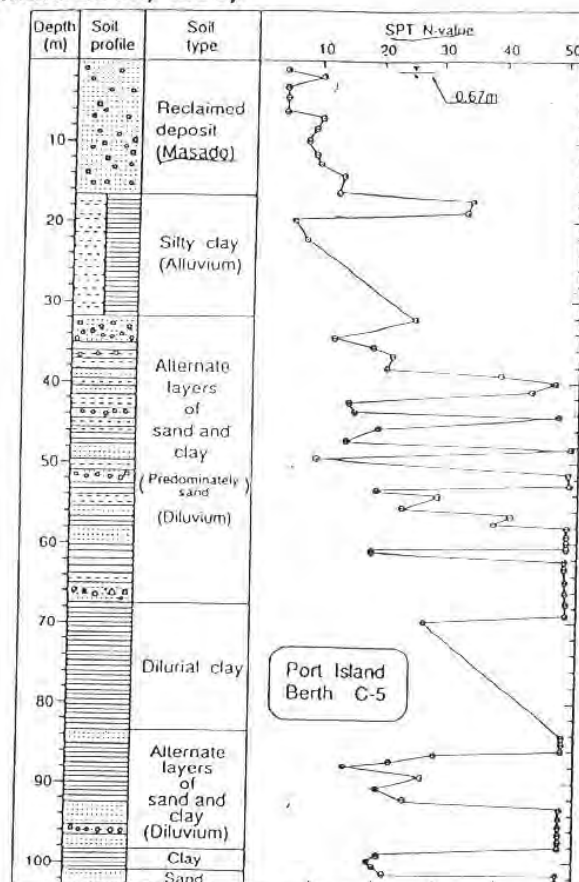 Depth
(m)
Soil
profile
Soil
type
SPT N-value
10
20
30
40
50
0
0.67m
Reclaimed
deposit
(Masado)
10
20
Silty clay
(Alluvium)
30
Alternate
layers
of
sand and
clay
(Predominately
sand)
(Diluvium)
40
50
60
70
Dilurial clay
80
Port Island
Berth C-5
Alternate
layers
of
sand and
clay
(Diluvium)
90
Clay
100
Sand